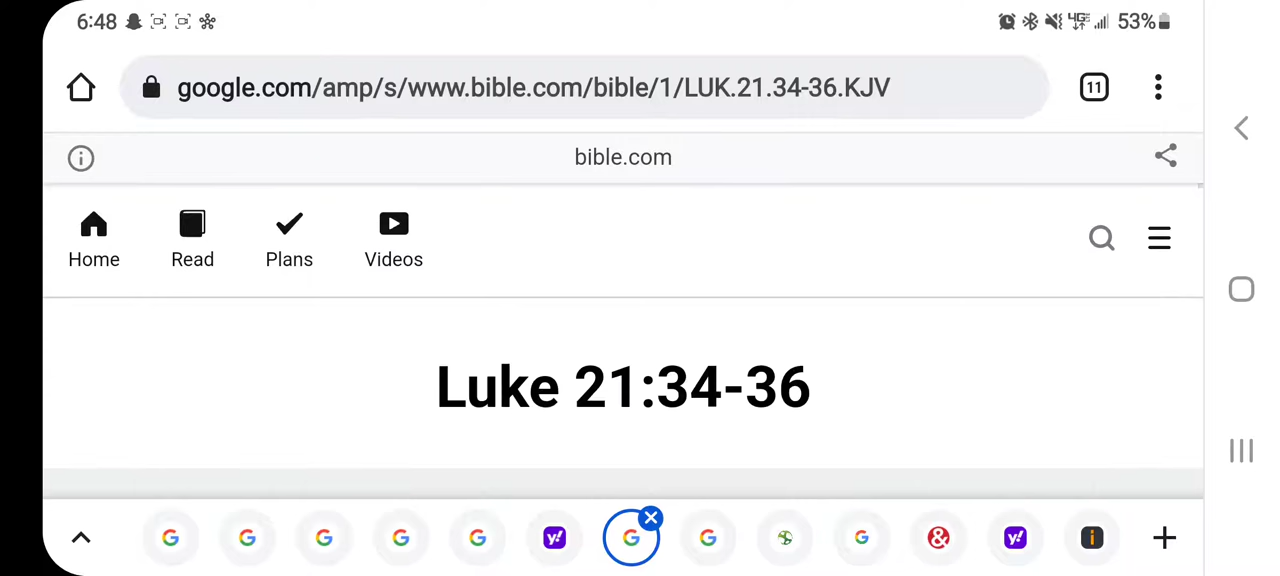 6:48 53%
google.com/amp/s/www.bible.com/bible/1/LUK.21.34-36.KJV 11
bible.com
Home Read Plans Videos
Luke 21:34-36
G G G G G y! G G G & y! i